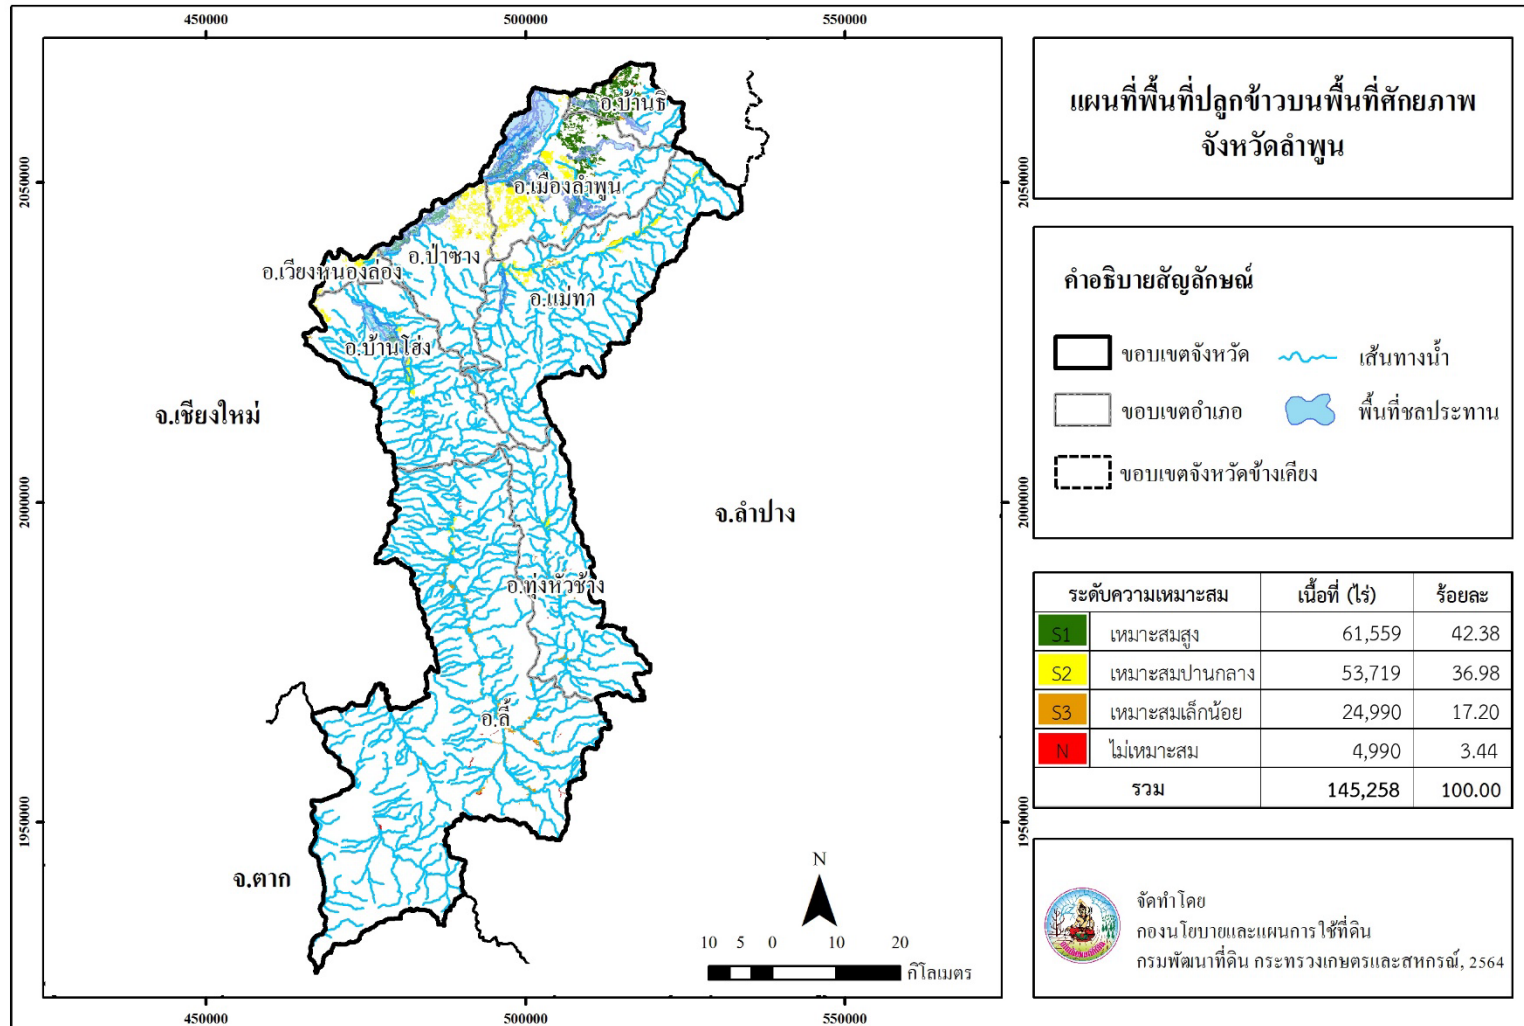 450000 500000 550000
แผนที่พื้นที่ปลูกข้าวบนพื้นที่ศักยภาพ
จังหวัดลำพูน
2050000 2050000
อ.บ้านธิ
อ.เมืองลำพูน
อ.ป่าซาง
อ.เวียงหนองล่อง
อ.แม่ทา
อ.บ้านโฮ่ง
จ.เชียงใหม่
2000000 2000000
จ.ลำปาง
อ.ทุ่งหัวช้าง
อ.ลี้
1950000 1950000
จ.ตาก
N
10 5 0 10 20
กิโลเมตร
450000 500000 550000
คำอธิบายสัญลักษณ์
ขอบเขตจังหวัด เส้นทางน้ำ
ขอบเขตอำเภอ พื้นที่ชลประทาน
ขอบเขตจังหวัดข้างเคียง
ระดับความเหมาะสม เนื้อที่ (ไร่) ร้อยละ
S1 เหมาะสมสูง 61,559 42.38
S2 เหมาะสมปานกลาง 53,719 36.98
S3 เหมาะสมเล็กน้อย 24,990 17.20
N ไม่เหมาะสม 4,990 3.44
รวม 145,258 100.00
จัดทำโดย
กองนโยบายและแผนการใช้ที่ดิน
กรมพัฒนาที่ดิน กระทรวงเกษตรและสหกรณ์, 2564